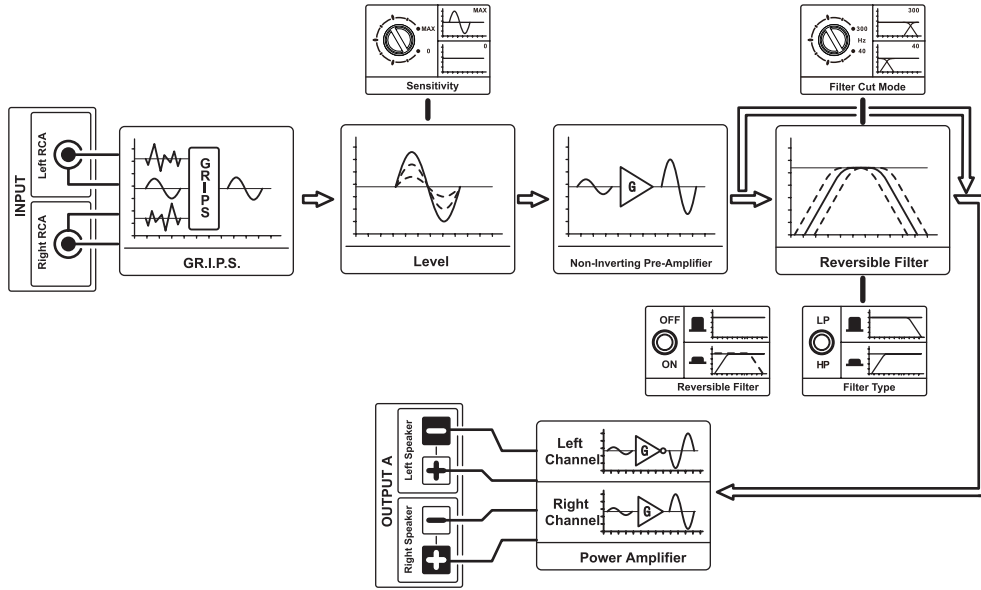 MAX
0
Sensitivity
MAX
0
300
Hz
40
Filter Cut Mode
300
40
INPUT
Left RCA
Right RCA
GRIPS
GR.I.P.S.
Level
G
Non-Inverting Pre-Amplifier
Reversible Filter
OFF
ON
Reversible Filter
LP
HP
Filter Type
OUTPUT A
Left Speaker
Right Speaker
Left
Channel
G
Right
Channel
G
Power Amplifier